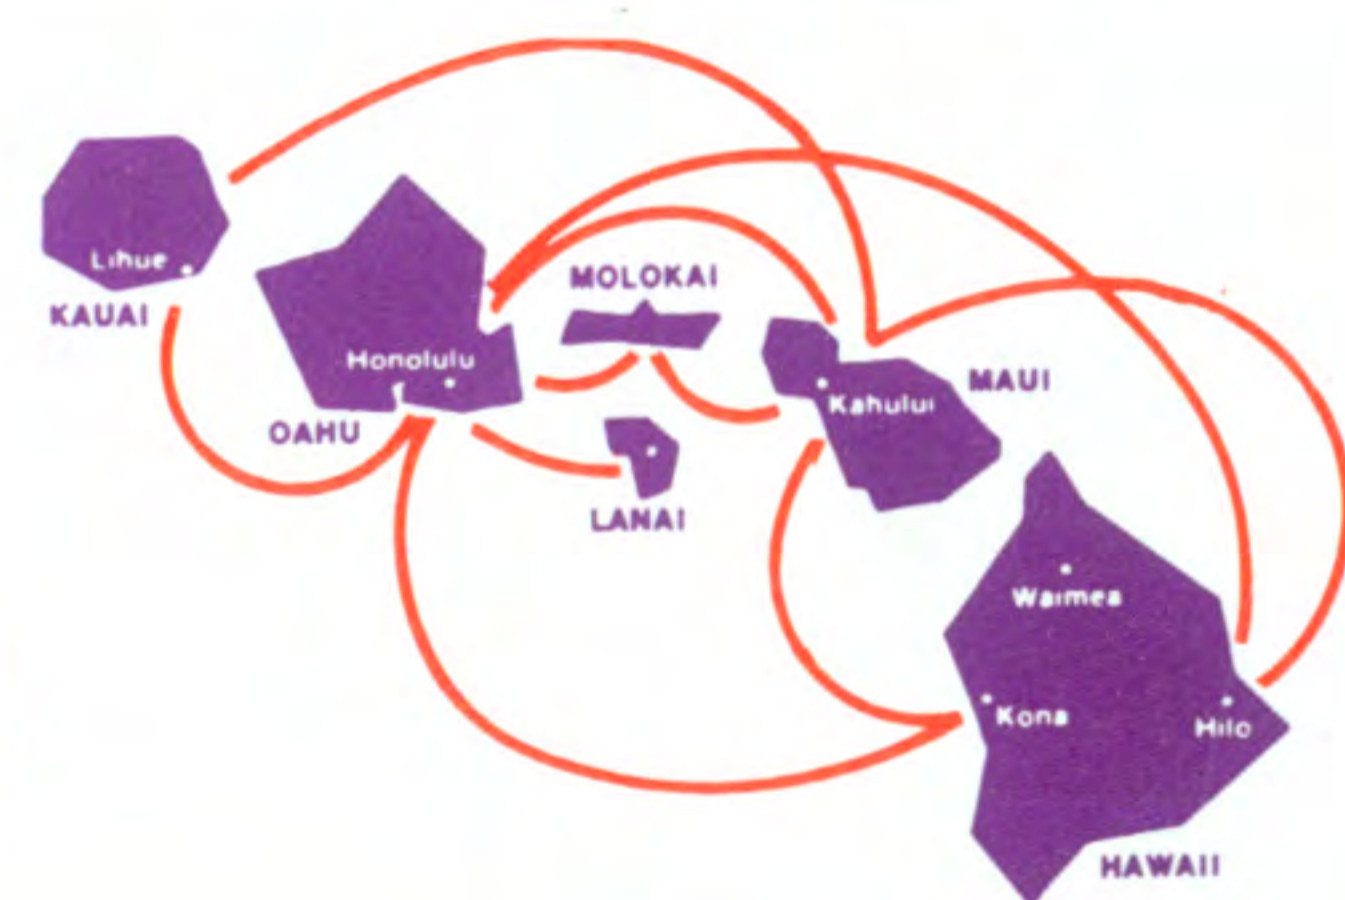 Lihue
KAUAI
MOLOKAI
Honolulu
OAHU
LANAI
MAUI
Kahului
Waimea
Kona
Hilo
HAWAII